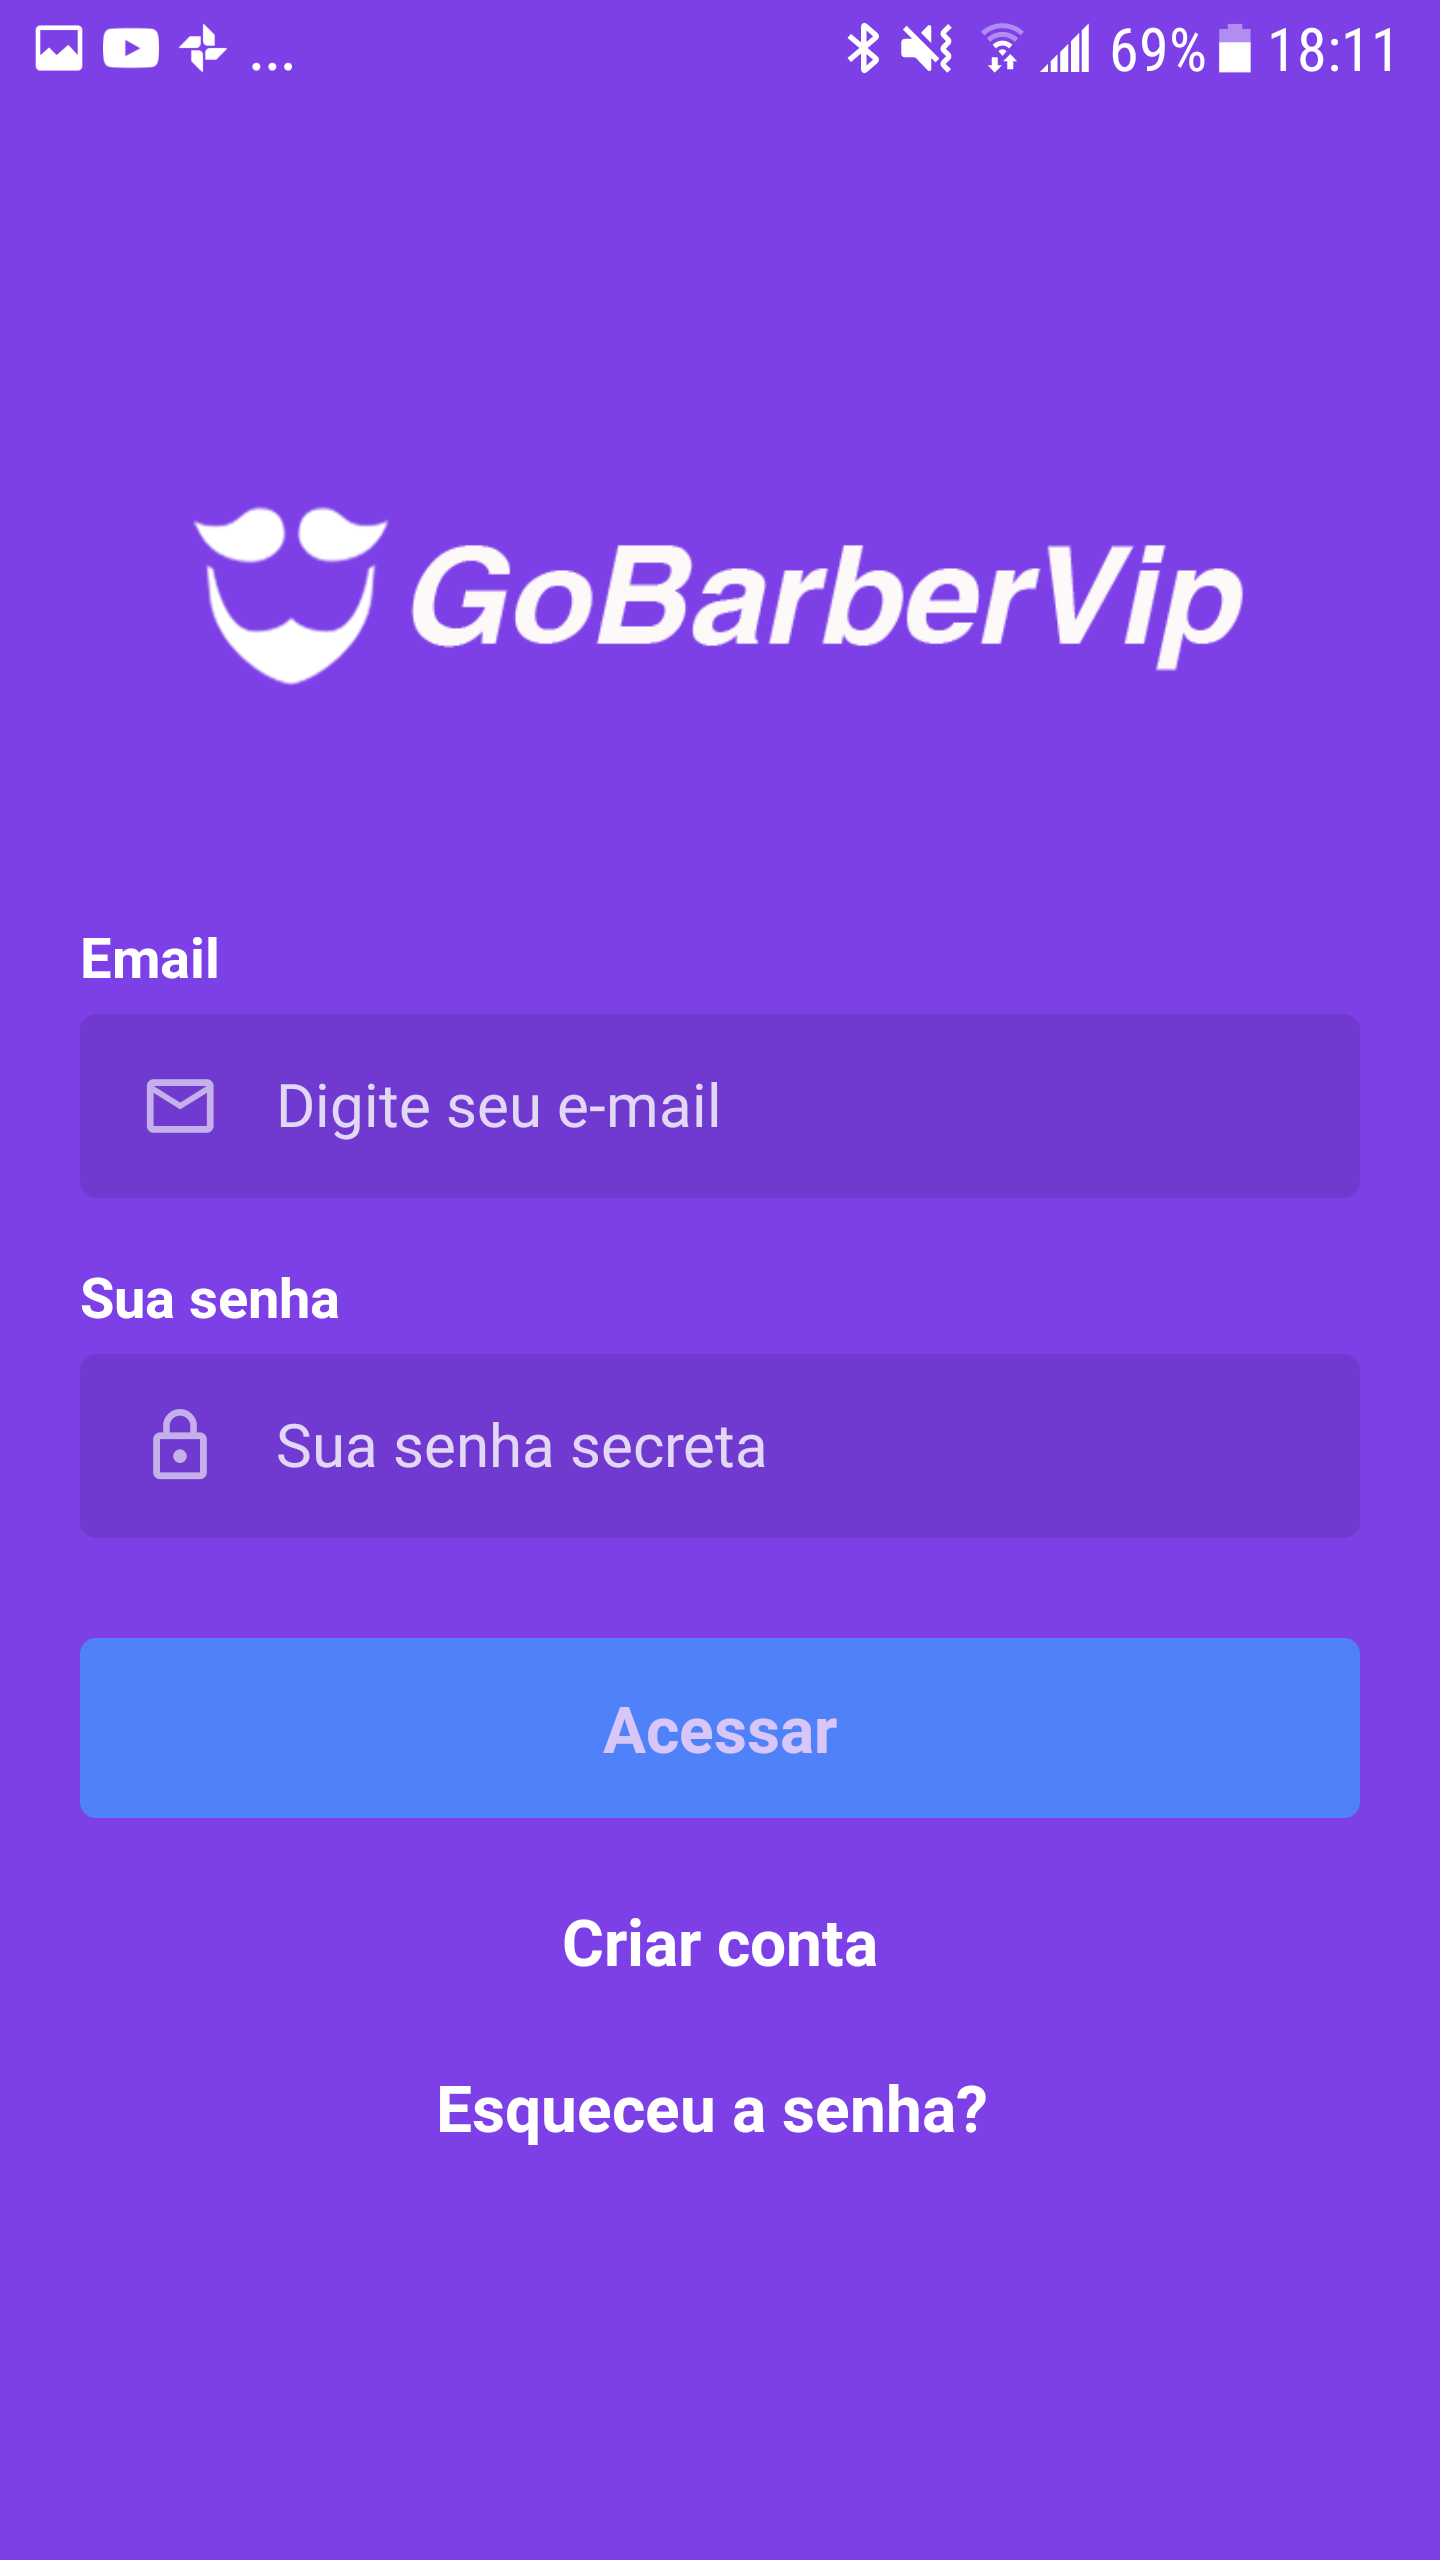 ... 69% 18:11
GoBarberVip
Email
Digite seu e-mail
Sua senha
Sua senha secreta
Acessar
Criar conta
Esqueceu a senha?